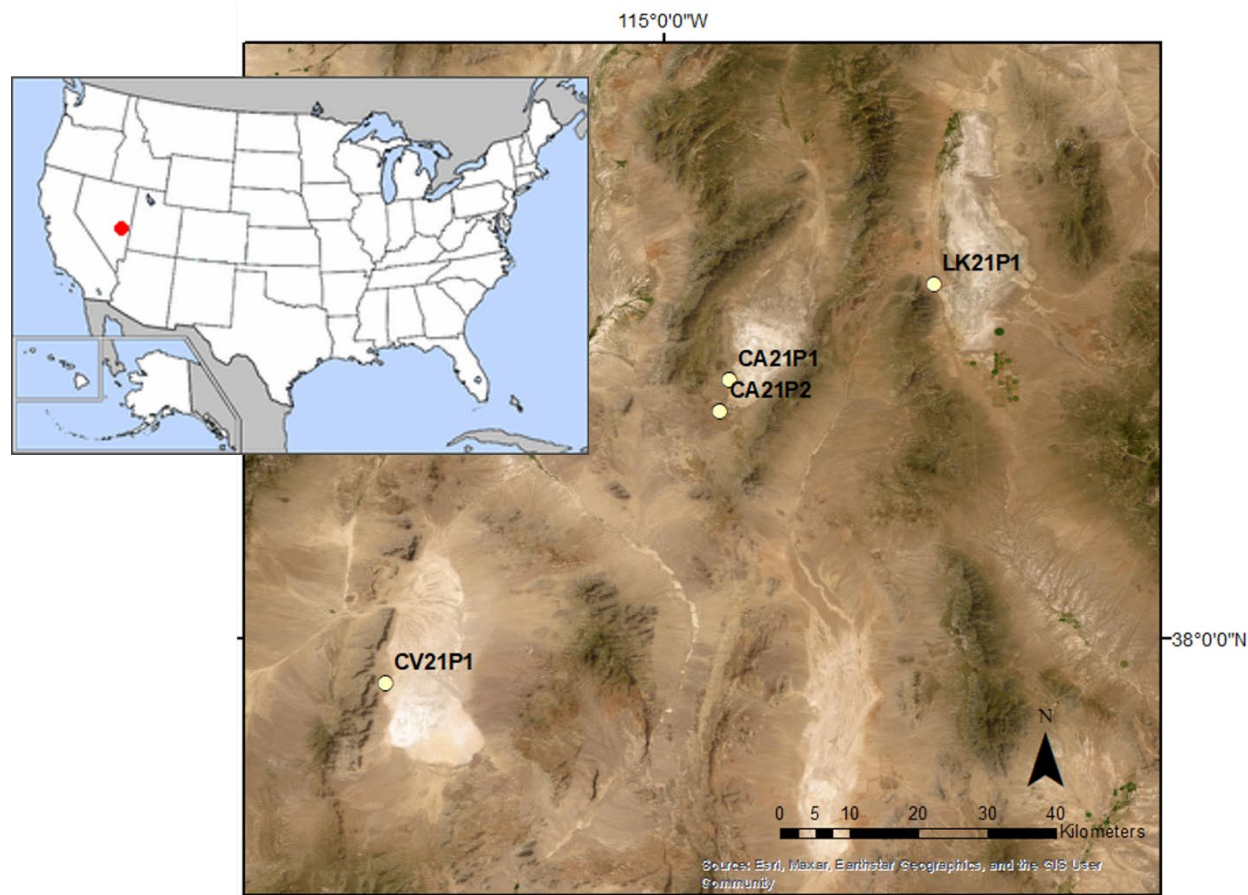 115°0'0"W
LK21P1
CA21P1
CA21P2
CV21P1
38°0'0"N
N
0 5 10 20 30 40
Kilometers
Source: Esri, Maxar, Earthstar Geographics, and the GIS User
Community